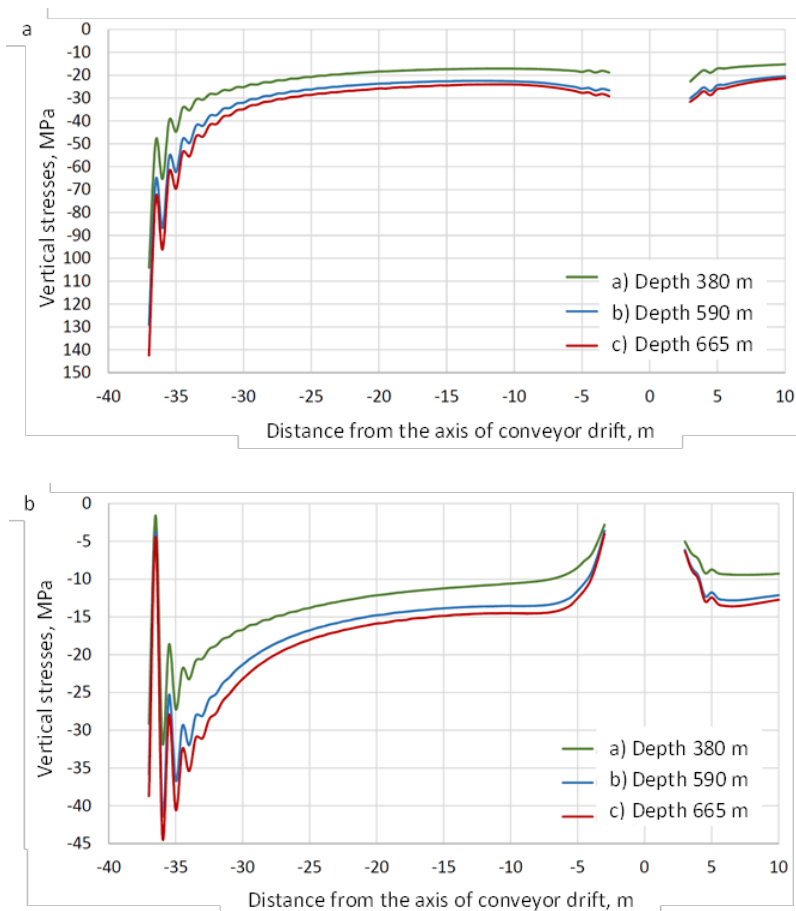 a
0
-10
-20
-30
-40
-50
-60
-70
-80
-90
100
110
120
130
140
150
Vertical stresses, MPa
a) Depth 380 m
b) Depth 590 m
c) Depth 665 m
-40 -35 -30 -25 -20 -15 -10 -5 0 5 10
Distance from the axis of conveyor drift, m
b
0
-5
-10
-15
-20
-25
-30
-35
-40
-45
Vertical stresses, MPa
a) Depth 380 m
b) Depth 590 m
c) Depth 665 m
-40 -35 -30 -25 -20 -15 -10 -5 0 5 10
Distance from the axis of conveyor drift, m